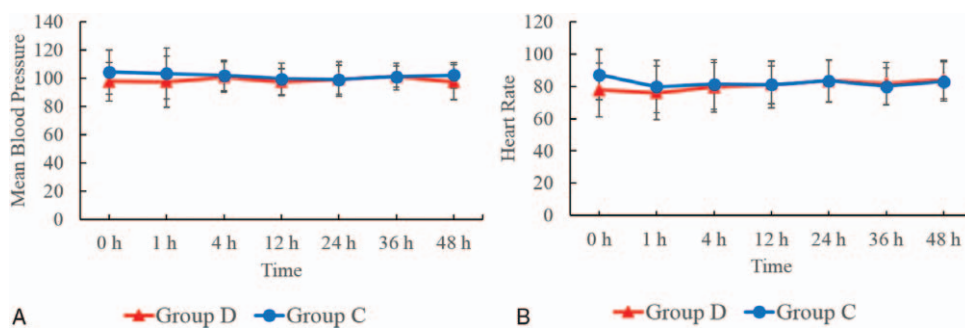 Mean Blood Pressure
140
120
100
80
60
40
20
0
0 h 1 h 4 h 12 h 24 h 36 h 48 h
Time
Group D Group C
A
Heart Rate
120
100
80
60
40
20
0
0 h 1 h 4 h 12 h 24 h 36 h 48 h
Time
Group D Group C
B